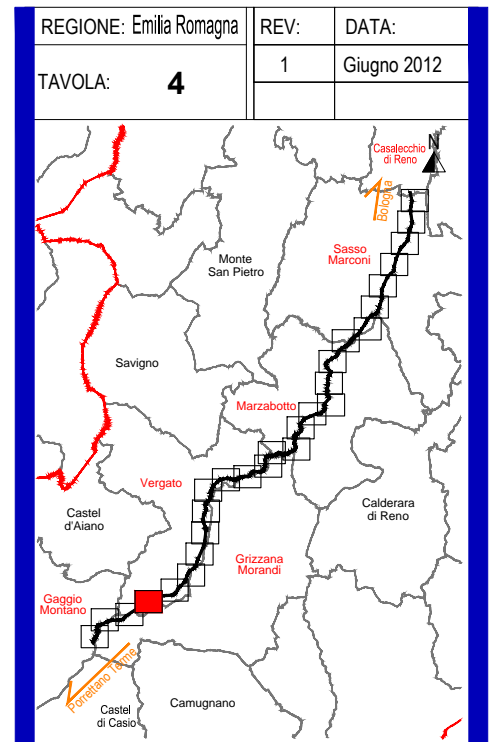 REGIONE: Emilia Romagna
REV:
DATA:
TAVOLA: 4
1
Giugno 2012
Casalecchio
di Reno
N
Bologna
Sasso
Marconi
Monte
San Pietro
Savigno
Marzabotto
Vergato
Castel
d'Aiano
Calderara
di Reno
Grizzana
Morandi
Gaggio
Montano
Porrettano Terme
Castel
di Casio
Camugnano